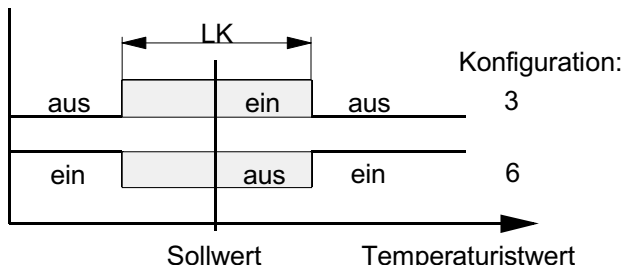 LK
Konfiguration:
aus ein aus 3
ein aus ein 6
Sollwert Temperaturistwert